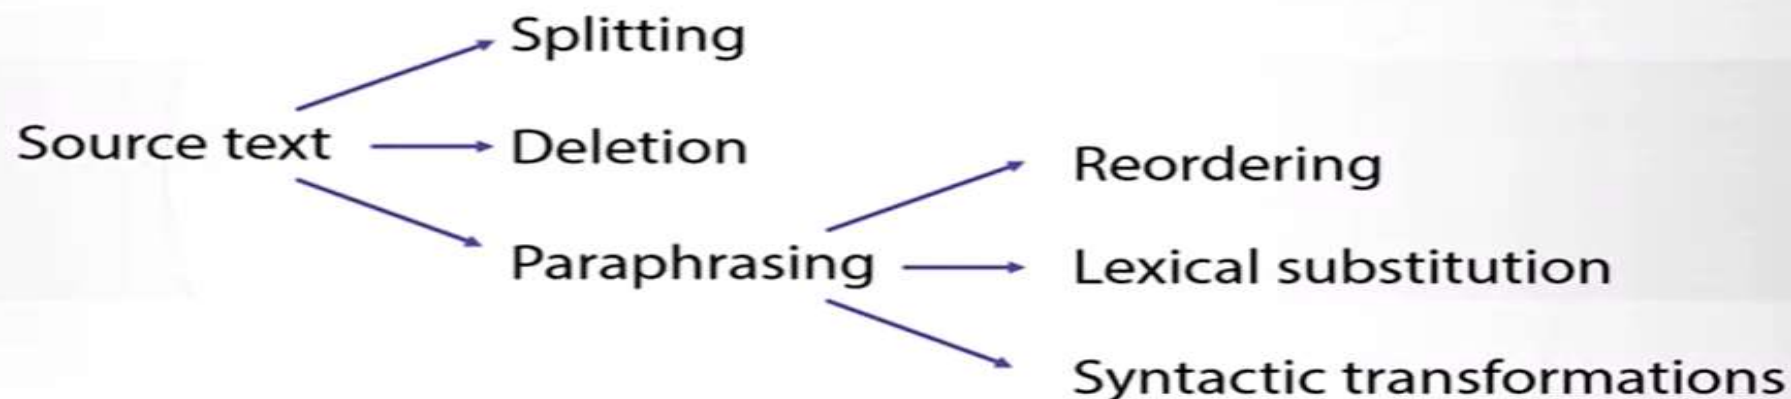 Splitting
Source text
Deletion
Reordering
Paraphrasing
Lexical substitution
Syntactic transformations